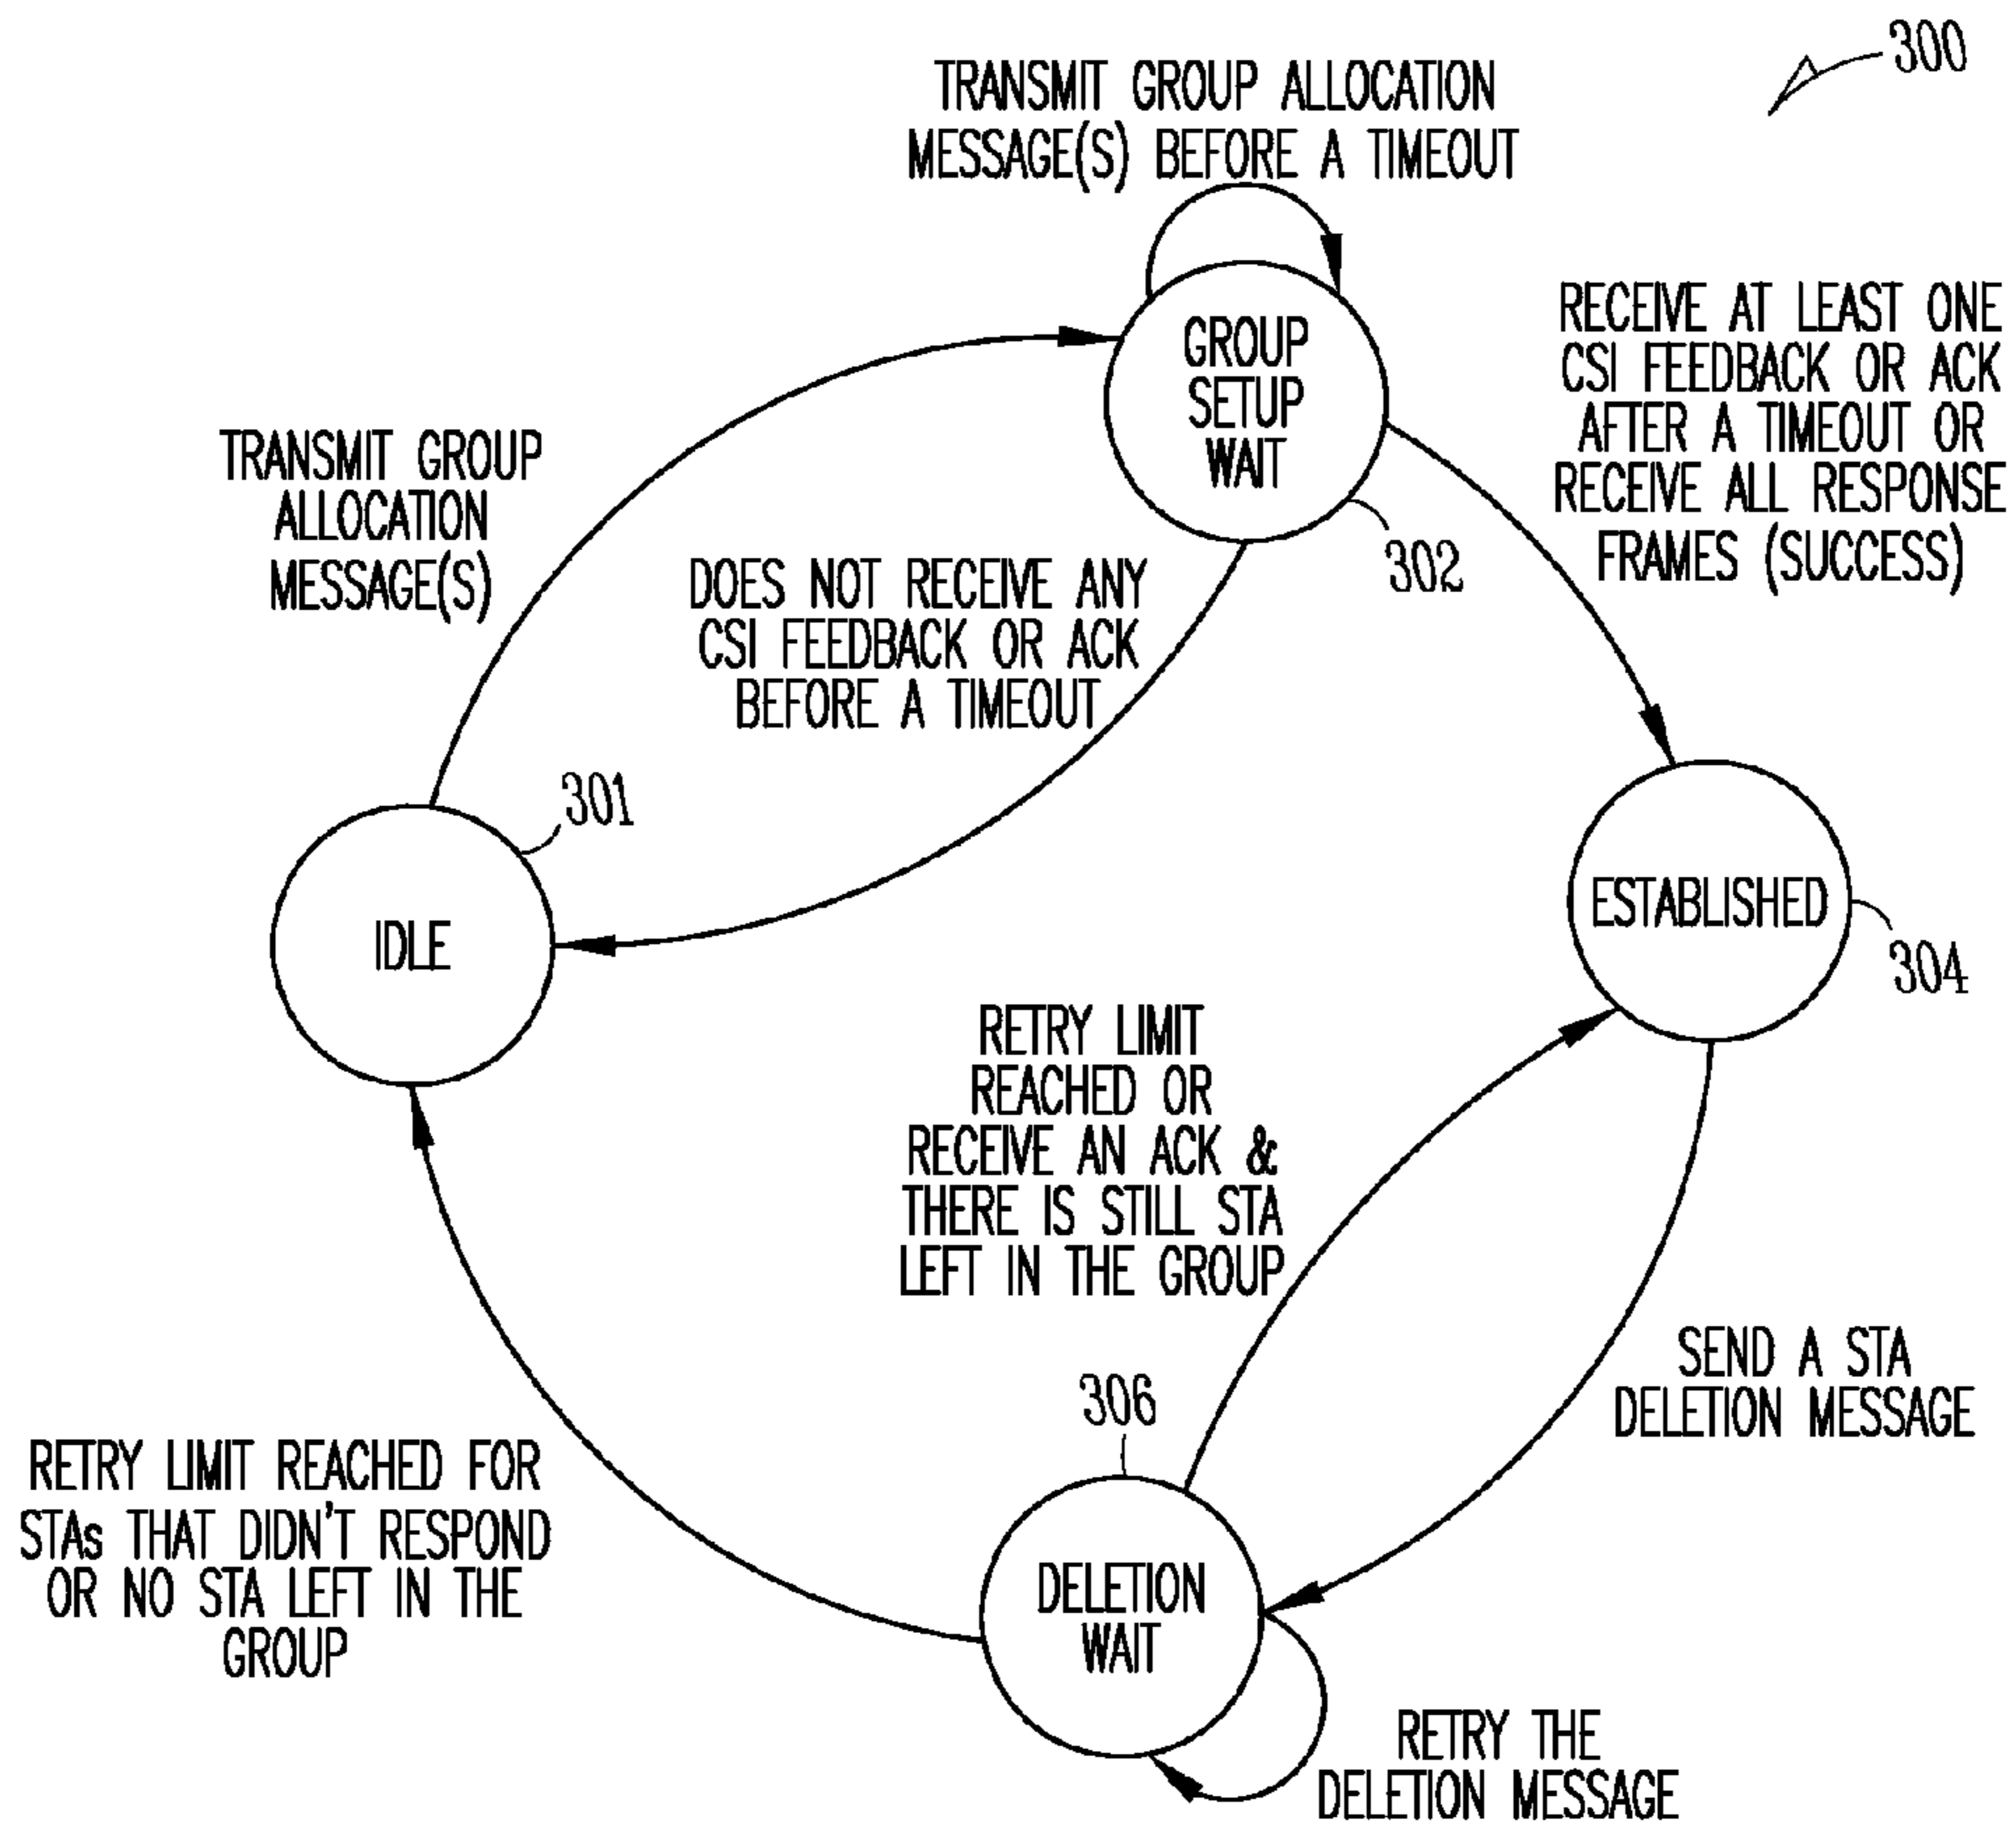 300
TRANSMIT GROUP ALLOCATION
MESSAGE(S) BEFORE A TIMEOUT
RECEIVE AT LEAST ONE
CSI FEEDBACK OR ACK
AFTER A TIMEOUT OR
RECEIVE ALL RESPONSE
FRAMES (SUCCESS)
GROUP
SETUP
WAIT
302
TRANSMIT GROUP
ALLOCATION
MESSAGE(S)
DOES NOT RECEIVE ANY
CSI FEEDBACK OR ACK
BEFORE A TIMEOUT
301
IDLE
ESTABLISHED
304
RETRY LIMIT
REACHED OR
RECEIVE AN ACK &
THERE IS STILL STA
LEFT IN THE GROUP
SEND A STA
DELETION MESSAGE
306
RETRY LIMIT REACHED FOR
STAs THAT DIDN'T RESPOND
OR NO STA LEFT IN THE
GROUP
DELETION
WAIT
RETRY THE
DELETION MESSAGE